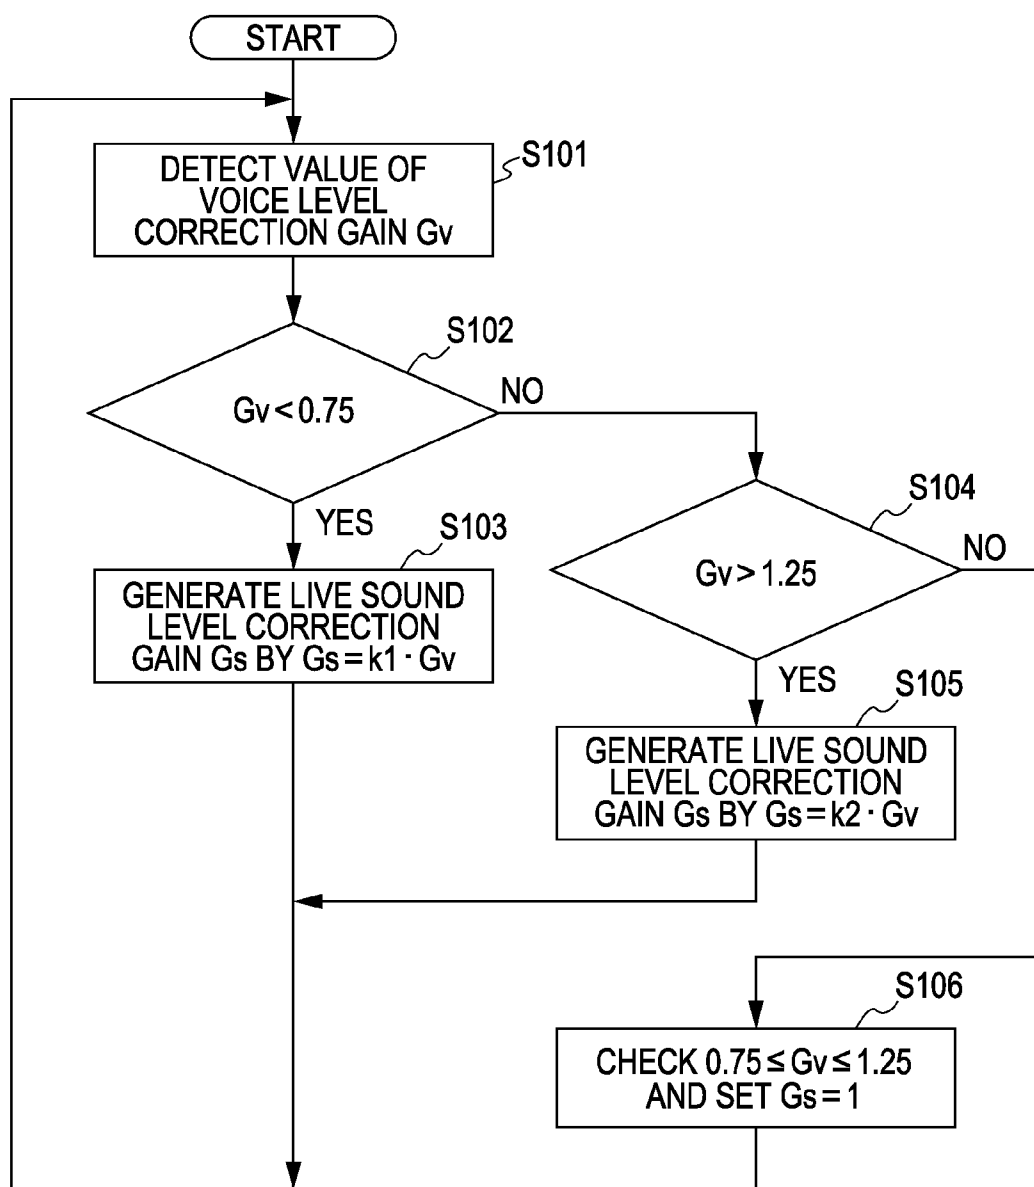 START
S101
DETECT VALUE OF
VOICE LEVEL
CORRECTION GAIN Gv
S102
Gv < 0.75
NO
YES
S103
GENERATE LIVE SOUND
LEVEL CORRECTION
GAIN Gs BY Gs = k1 · Gv
S104
Gv > 1.25
NO
YES
S105
GENERATE LIVE SOUND
LEVEL CORRECTION
GAIN Gs BY Gs = k2 · Gv
S106
CHECK 0.75 ≤ Gv ≤ 1.25
AND SET Gs = 1